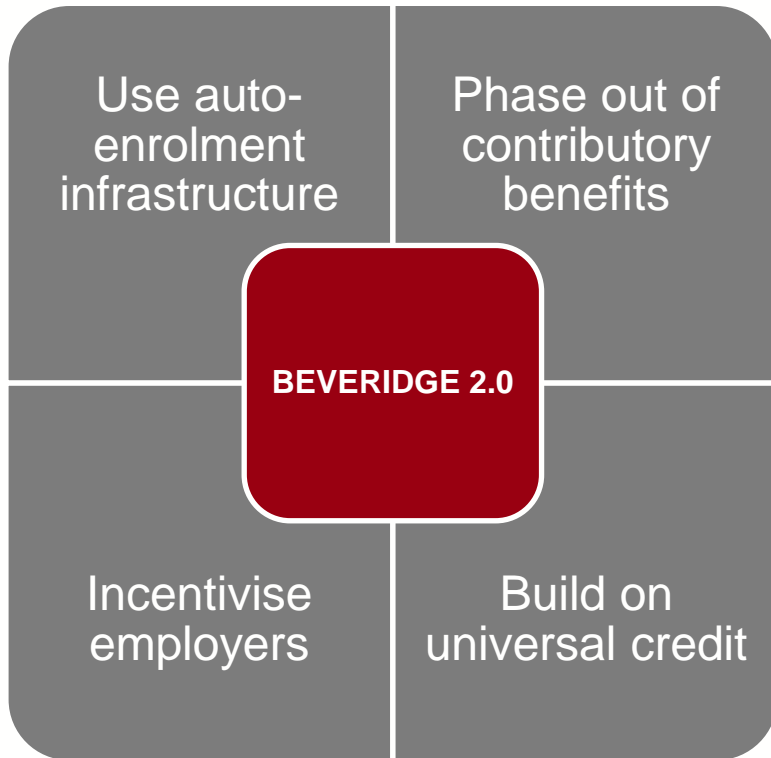 Use auto-
enrolment
infrastructure
Phase out of
contributory
benefits
BEVERIDGE 2.0
Incentivise
employers
Build on
universal credit